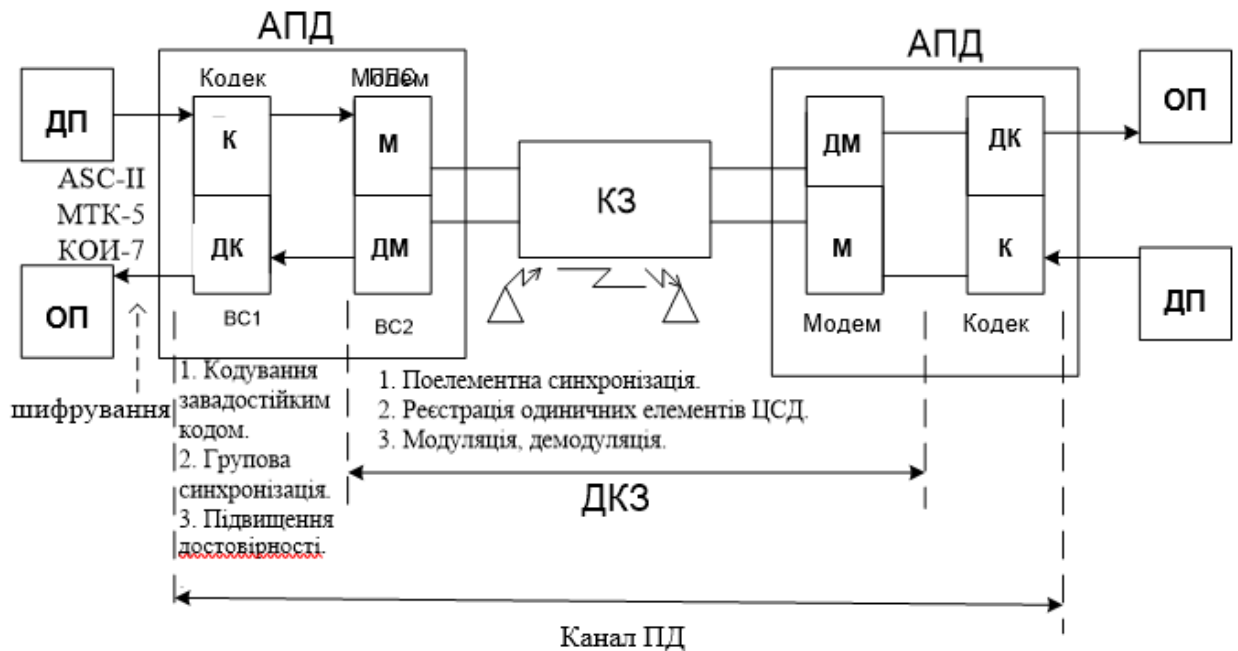 АПД
АПД
Кодек
Модем
ДП
К
М
КЗ
ДМ
ДК
ОП
ASC-II
МТК-5
КОИ-7
ДК
ДМ
М
К
ОП
ДП
ВС1
ВС2
Модем
Кодек
шифрування
1. Кодування
завадостійким
кодом.
2. Групова
синхронізація.
3. Підвищення
достовірності.
1. Поелементна синхронізація.
2. Реєстрація одиничних елементів ЦСД.
3. Модуляція, демодуляція.
ДКЗ
Канал ПД